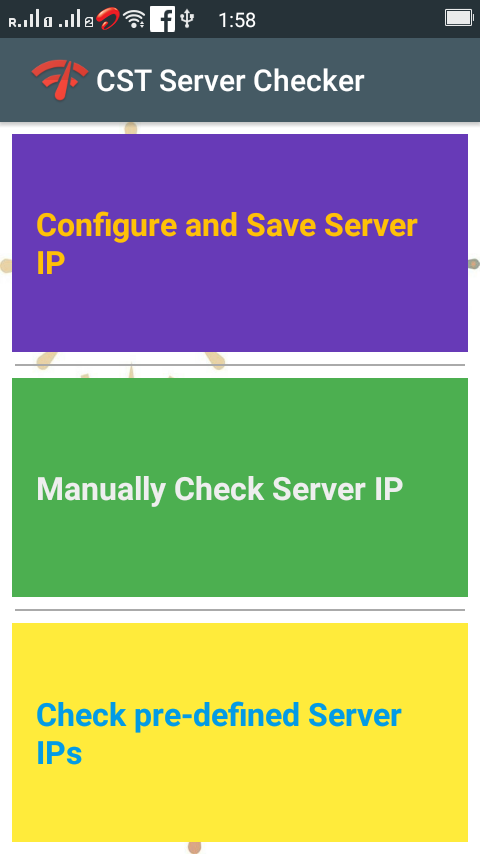 R 1 2 1:58
CST Server Checker
Configure and Save Server
IP
Manually Check Server IP
Check pre-defined Server
IPs